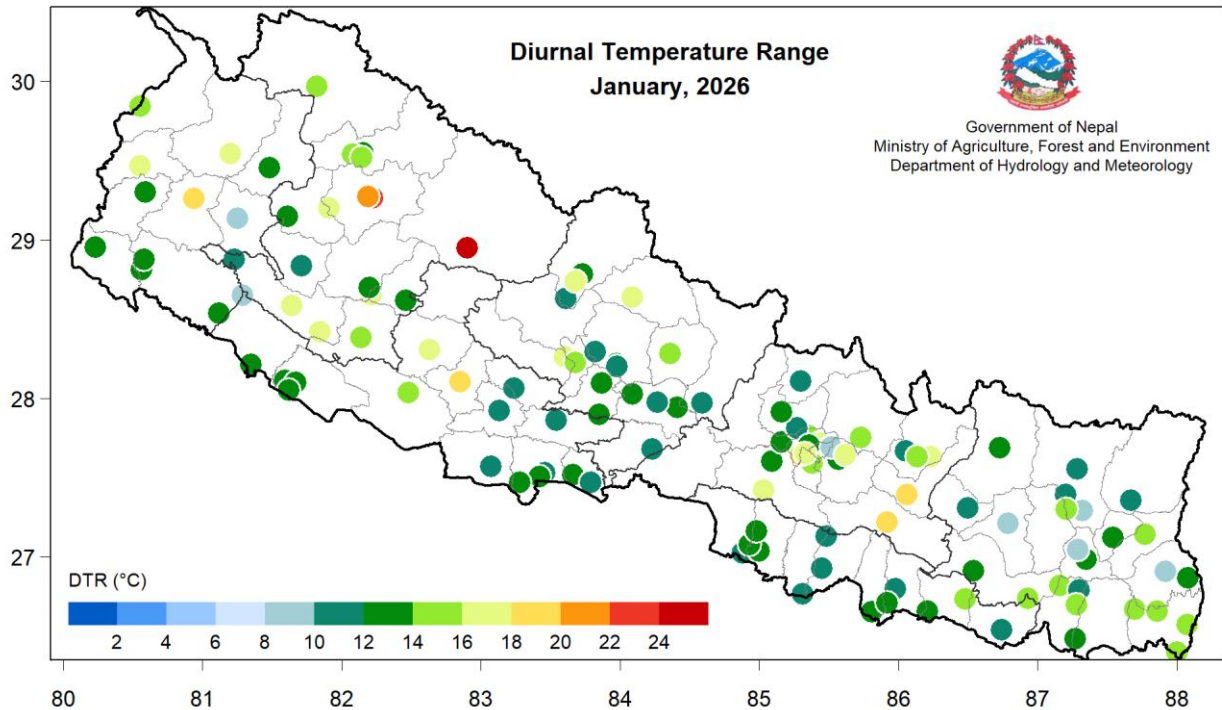 Diurnal Temperature Range
January, 2026
Government of Nepal
Ministry of Agriculture, Forest and Environment
Department of Hydrology and Meteorology
30
29
28
27
DTR (°C)
2 4 6 8 10 12 14 16 18 20 22 24
80 81 82 83 84 85 86 87 88